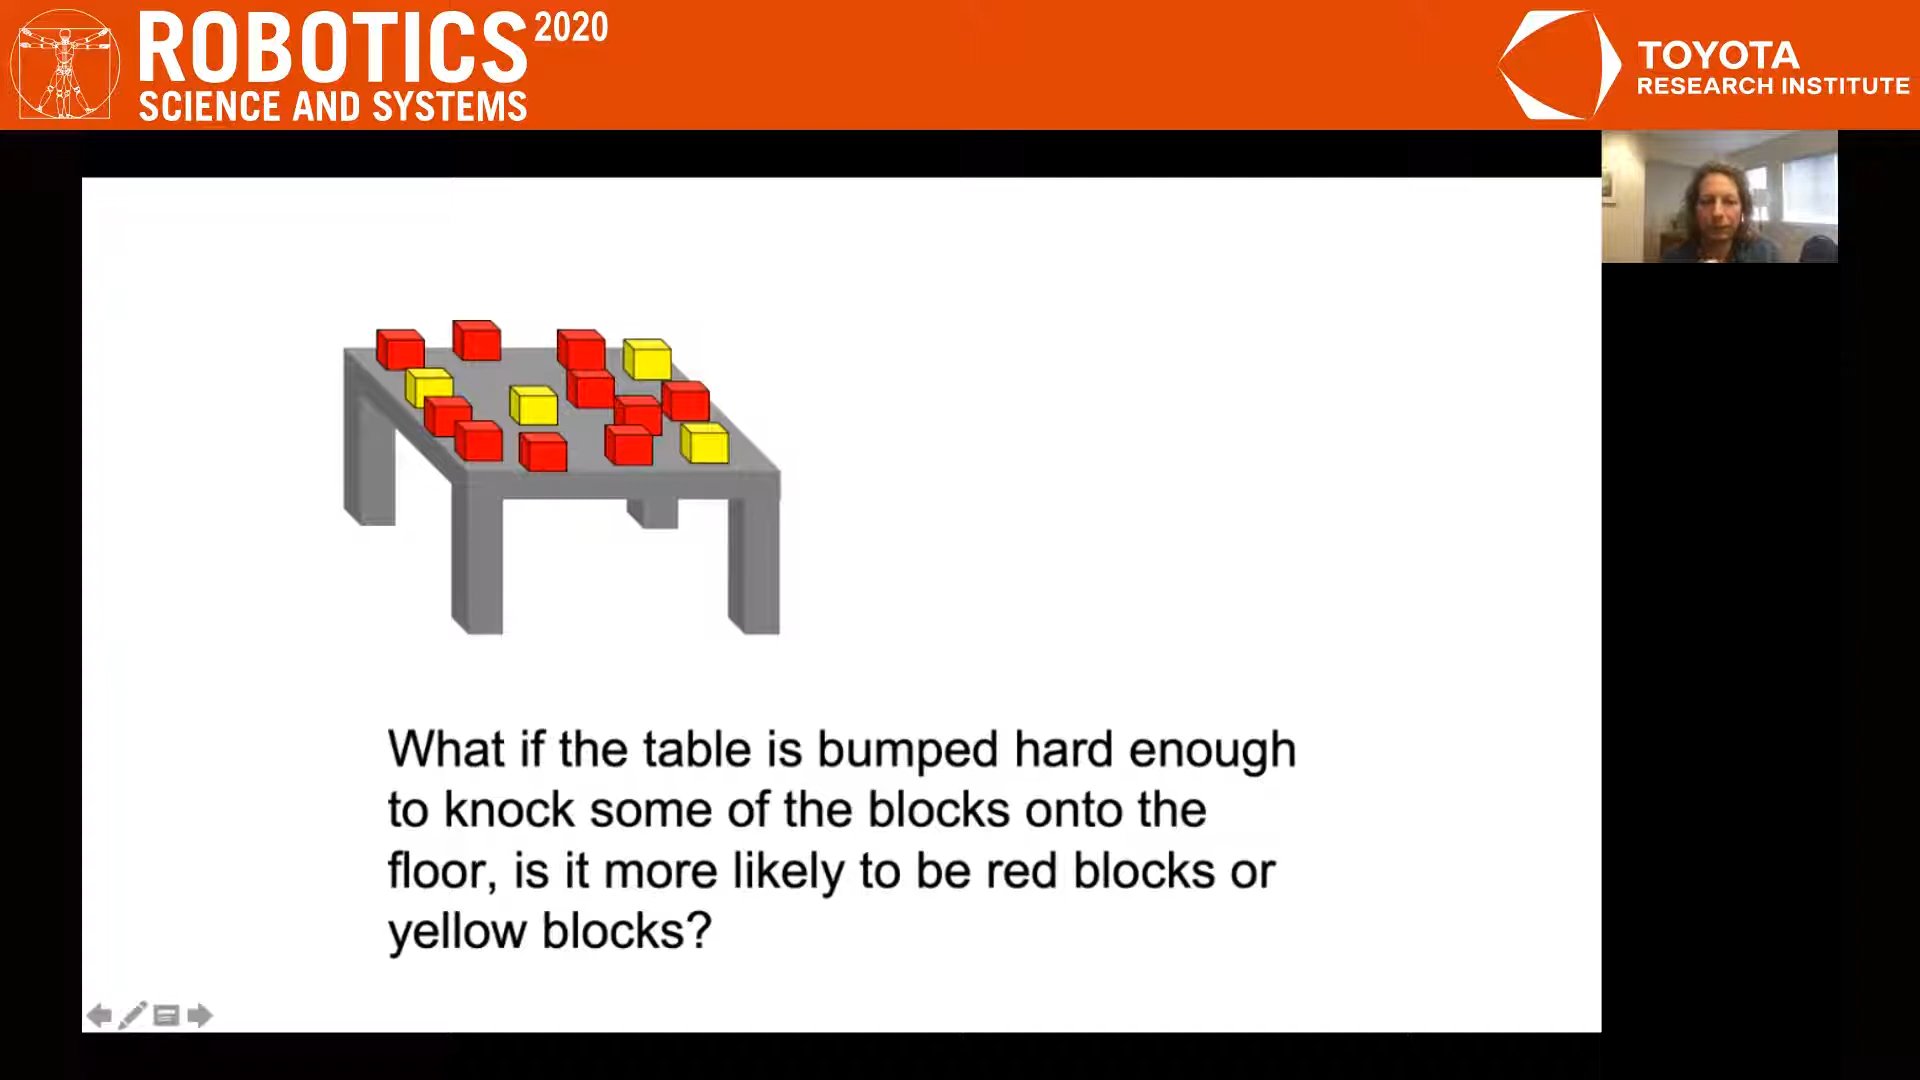 ROBOTICS 2020
SCIENCE AND SYSTEMS
TOYOTA
RESEARCH INSTITUTE
What if the table is bumped hard enough
to knock some of the blocks onto the
floor, is it more likely to be red blocks or
yellow blocks?